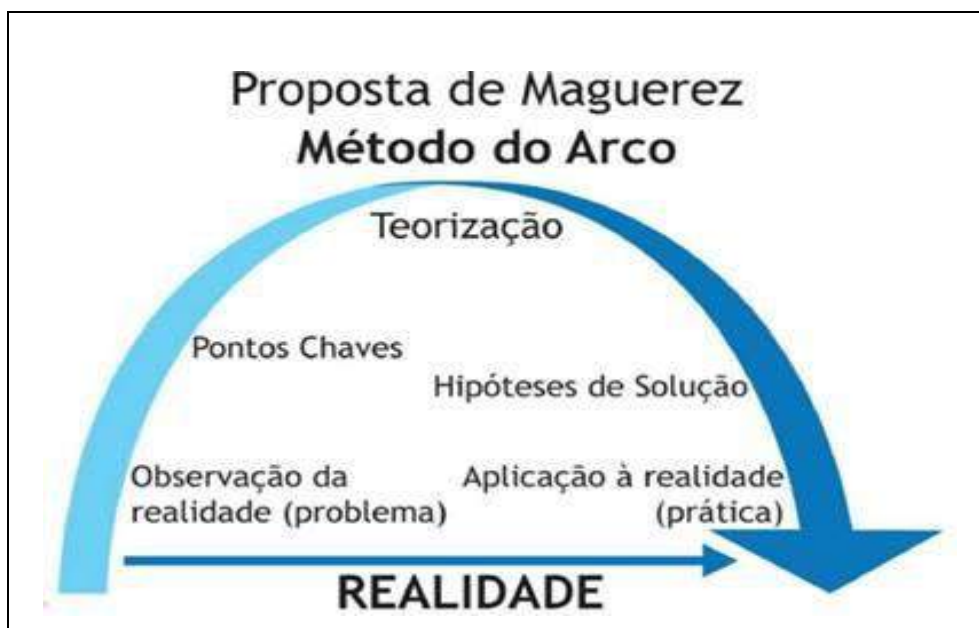 Proposta de Maguerez
Método do Arco
Teorização
Pontos Chaves
Hipóteses de Solução
Observação da
realidade (problema)
Aplicação à realidade
(prática)
REALIDADE